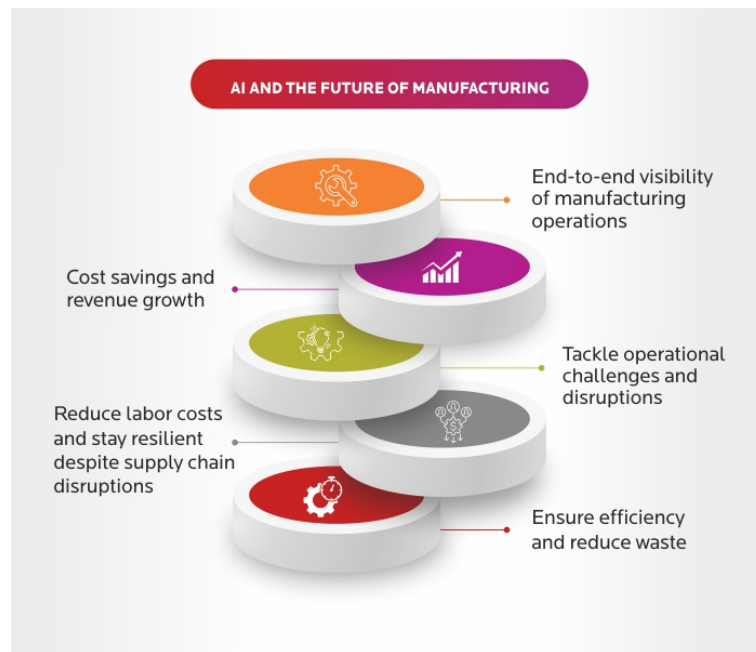 AI AND THE FUTURE OF MANUFACTURING
End-to-end visibility
of manufacturing
operations
Cost savings and
revenue growth
Tackle operational
challenges and
disruptions
Reduce labor costs
and stay resilient
despite supply chain
disruptions
$
Ensure efficiency
and reduce waste